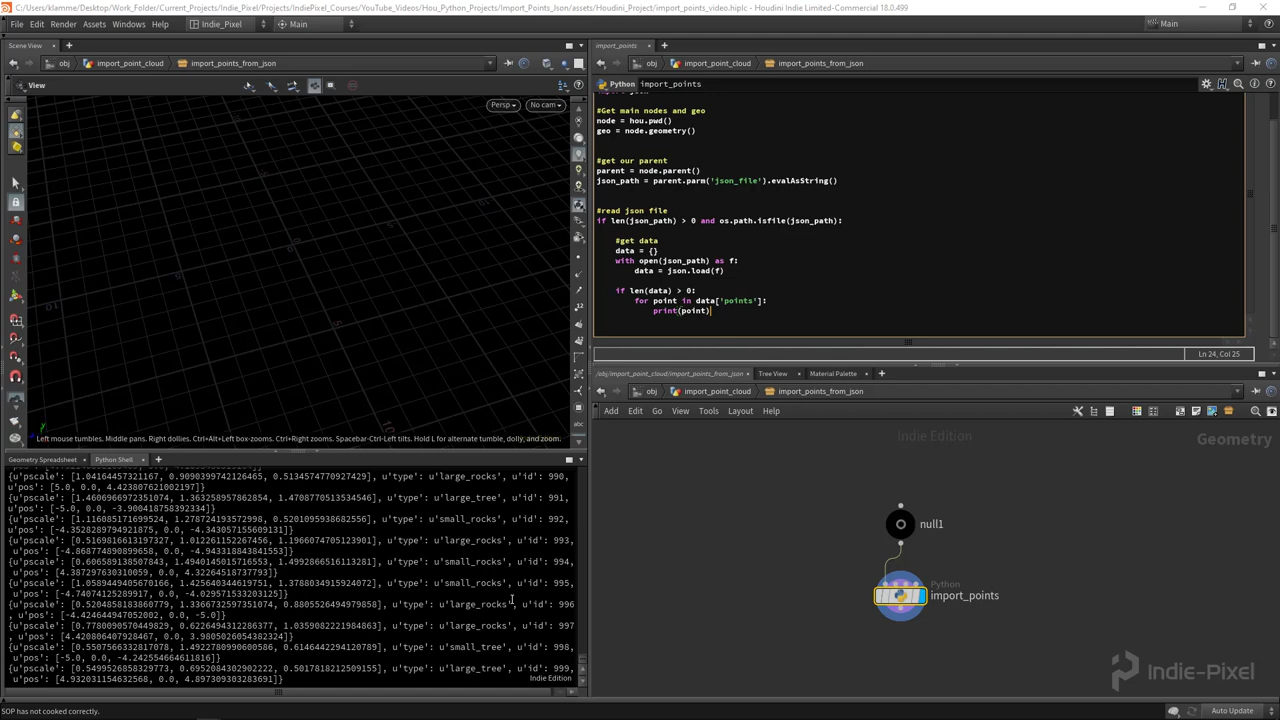 C:/Users/klamme/Desktop/Work_Folder/Current_Projects/Indie_Pixel/Projects/IndiePixel_Courses/YouTube_Videos/Hou_Python_Projects/Import_Points_Json/assets/Houdini_Project/import_points_video.hiplc - Houdini Indie Limited-Commercial 18.0.499
File Edit Render Assets Windows Help Indie_Pixel Main Main
Scene View
obj import_point_cloud import_points_from_json
View
Persp No cam
Left mouse tumbles. Middle pans. Right dollies. Ctrl+Alt+Left box-zooms. Spacebar-Ctrl-Left tilts. Hold L for alternate tumble, dolly, and zoom.
Indie Edition
import_points
obj import_point_cloud import_points_from_json
Python import_points
#Get main nodes and geo
node = hou.pwd()
geo = node.geometry()
#get our parent
parent = node.parent()
json_path = parent.parm('json_file').evalAsString()
#read json file
if len(json_path) > 0 and os.path.isfile(json_path):
#get data
data = {}
with open(json_path) as f:
data = json.load(f)
if len(data) > 0:
for point in data['points']:
print(point)
Ln 24, Col 25
Geometry Spreadsheet Python Shell
{u'pscale': [1.04164457321167, 0.9090399742126465, 0.5134574770927429], u'type': u'large_rocks', u'id': 990,
u'pos': [5.0, 0.0, 4.423807621002197]}
{u'pscale': [1.4606966972351074, 1.363258957862854, 1.4708770513534546], u'type': u'large_tree', u'id': 991,
u'pos': [-5.0, 0.0, -3.900418758392334]}
{u'pscale': [1.116085171699524, 1.278724193572998, 0.5201095938682556], u'type': u'small_rocks', u'id': 992,
u'pos': [-4.3528289794921875, 0.0, -4.343057155609131]}
{u'pscale': [0.5169816613197327, 1.012261152267456, 1.1966074705123901], u'type': u'large_rocks', u'id': 993,
u'pos': [-4.868774890899658, 0.0, -4.943318843841553]}
{u'pscale': [0.606589138507843, 1.4940145015716553, 1.4992866516113281], u'type': u'small_rocks', u'id': 994,
u'pos': [4.387297630310059, 0.0, 4.32264518737793]}
{u'pscale': [1.0589449405670166, 1.425640344619751, 1.3788034915924072], u'type': u'small_rocks', u'id': 995,
u'pos': [-4.74074125289917, 0.0, -4.029571533203125]}
{u'pscale': [0.5204858183860779, 1.3366732597351074, 0.8805526494979858], u'type': u'large_rocks', u'id': 996
, u'pos': [-4.424644947052002, 0.0, -5.0]}
{u'pscale': [0.7780090570449829, 0.6226494312286377, 1.0359082221984863], u'type': u'large_rocks', u'id': 997
, u'pos': [4.420806407928467, 0.0, 3.9805026054382324]}
{u'pscale': [0.5507566332817078, 1.4298400100585938, 0.6146442294120789], u'type': u'small_tree', u'id': 998,
u'pos': [-5.0, 0.0, -4.242554664611816]}
{u'pscale': [0.5499526858329773, 0.6952084302902222, 0.5017818212509155], u'type': u'large_tree', u'id': 999,
u'pos': [4.932031154632568, 0.0, 4.897309303283691]}
/obj/import_point_cloud/import_points_from_json Tree View Material Palette
obj import_point_cloud import_points_from_json
Add Edit Go View Tools Layout Help
Indie Edition
Geometry
null1
Python
import_points
Indie-Pixel
SOP has not cooked correctly.
Auto Update